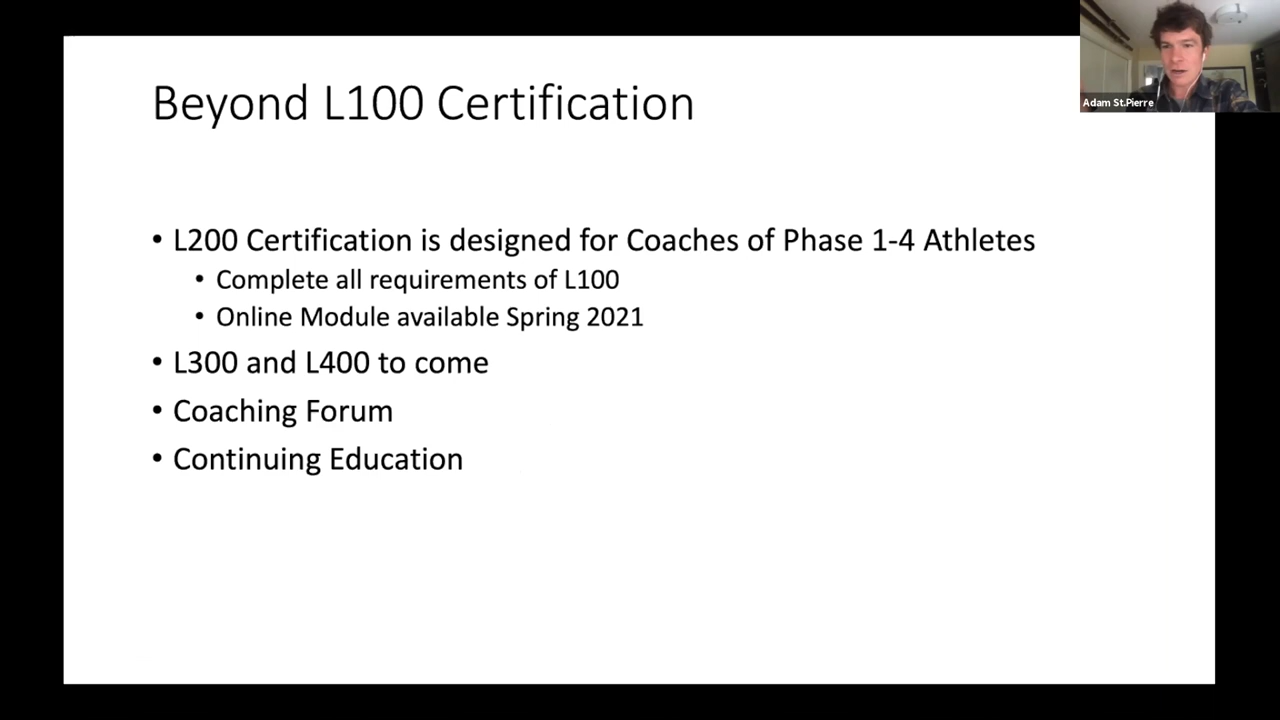 Beyond L100 Certification
Adam St.Pierre
• L200 Certification is designed for Coaches of Phase 1-4 Athletes
• Complete all requirements of L100
• Online Module available Spring 2021
• L300 and L400 to come
• Coaching Forum
• Continuing Education